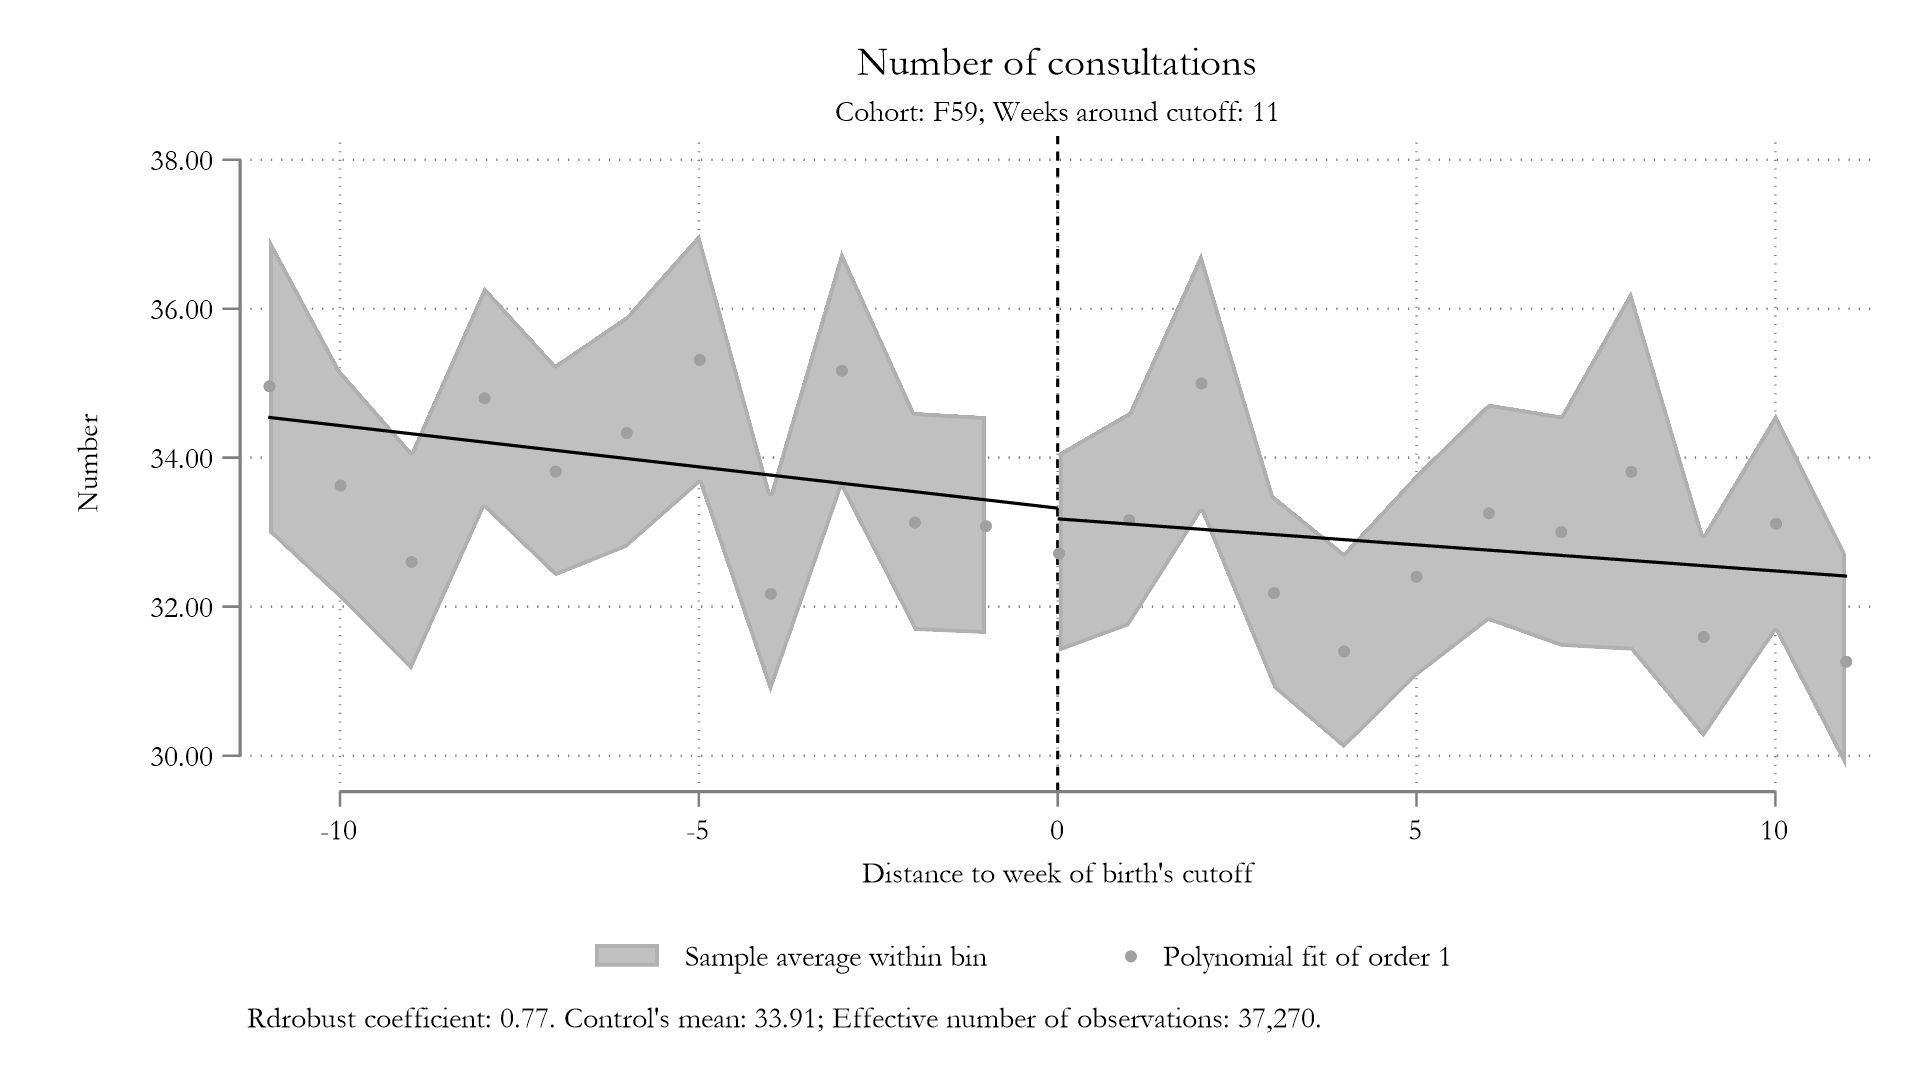 Number of consultations
Cohort: F59; Weeks around cutoff: 11
38.00
36.00
34.00
32.00
30.00
Number
-10
-5
0
5
10
Distance to week of birth's cutoff
Sample average within bin
Polynomial fit of order 1
Rdrobust coefficient: 0.77. Control's mean: 33.91; Effective number of observations: 37,270.